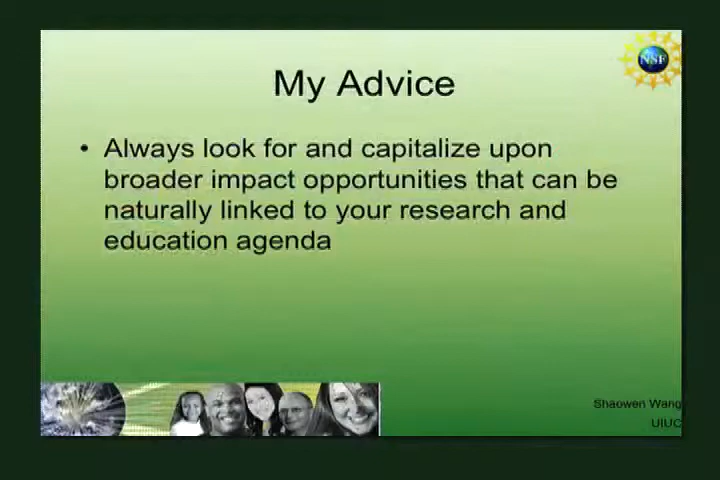 NSF
My Advice
• Always look for and capitalize upon
broader impact opportunities that can be
naturally linked to your research and
education agenda
Shaowen Wang
UIUC